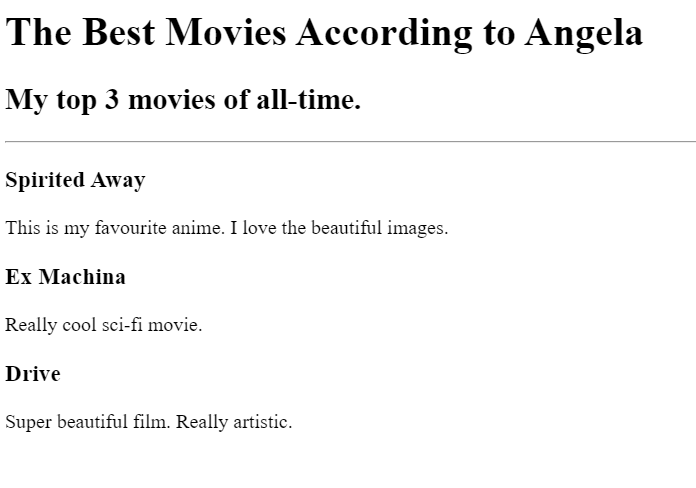 The Best Movies According to Angela
My top 3 movies of all-time.
Spirited Away
This is my favourite anime. I love the beautiful images.
Ex Machina
Really cool sci-fi movie.
Drive
Super beautiful film. Really artistic.